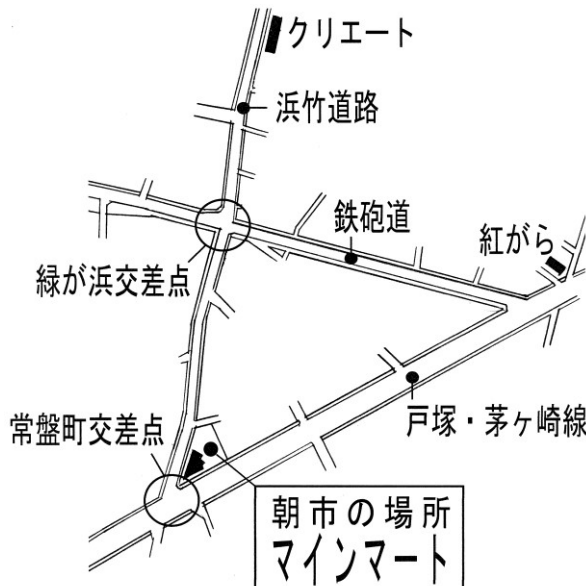 クリエート
浜竹道路
鉄砲道
紅がら
緑が浜交差点
戸塚・茅ヶ崎線
常盤町交差点
朝市の場所
マインマート